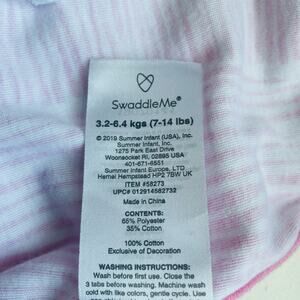 SwaddleMe®
3.2-6.4 kgs (7-14 lbs)
© 2019 Summer Infant (USA), Inc.
Summer Infant, Inc.
1275 Park East Drive
Woonsocket RI, 02895 USA
401-671-6551
Summer Infant Europe, Ltd
Hemel Hempstead HP2 7BW UK
ITEM #58273
UPC# 012914582732
Made in China
CONTENTS:
65% Polyester
35% Cotton
100% Cotton
Exclusive of Decoration
WASHING INSTRUCTIONS:
Wash before first use. Close the
3 tabs before washing. Machine wash
cold with like colors, gentle cycle. Use